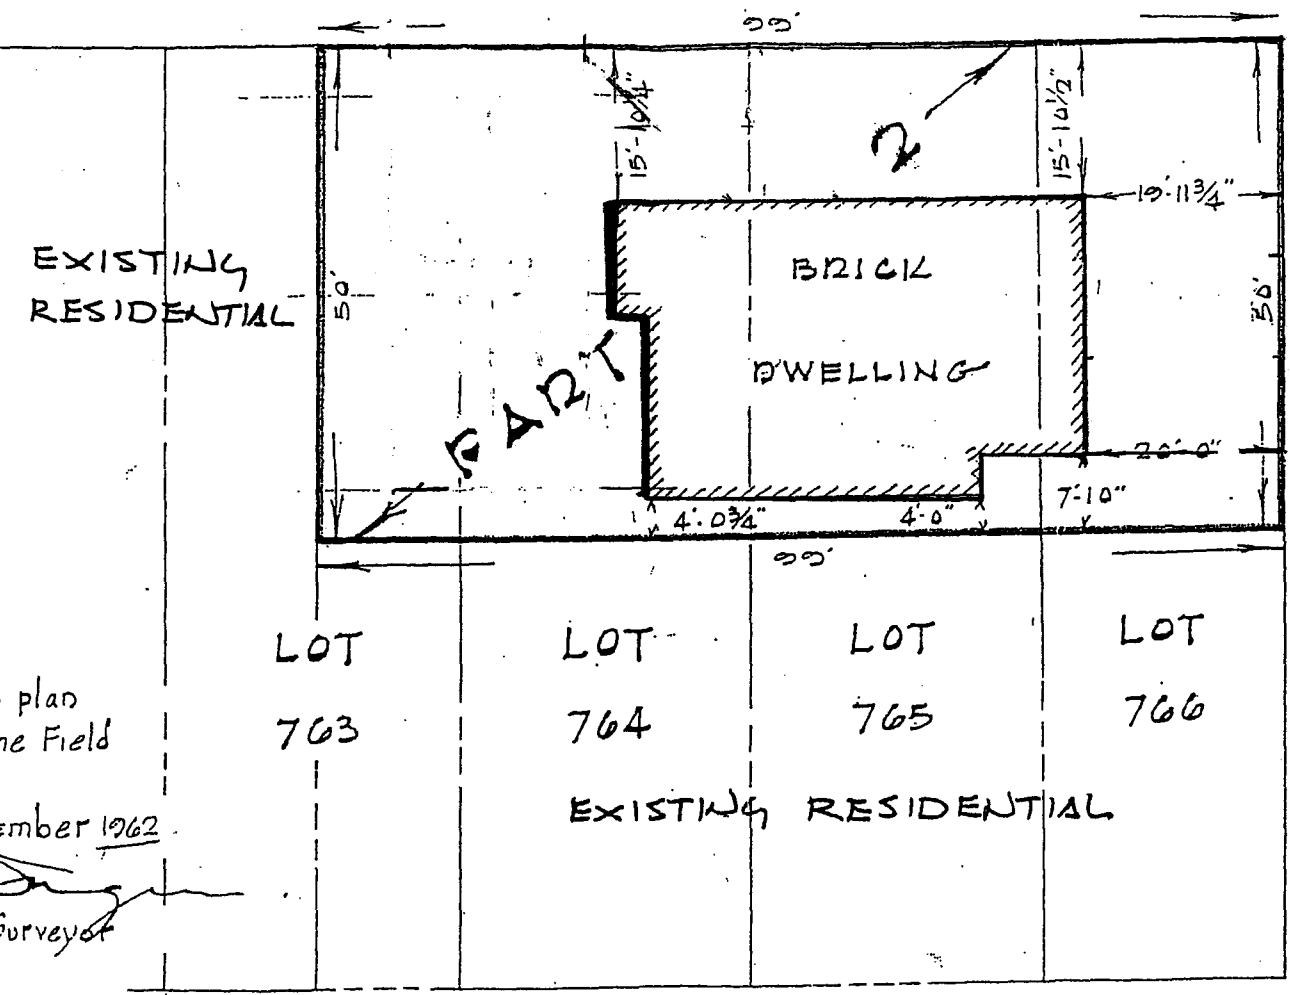 99'
15'-10¼"
2
15'-10½"
19'-11¾"
EXISTING
RESIDENTIAL
50'
BRICK
DWELLING
50'
PART
20'-0"
7'-10"
4'-0¾"
4'-0"
99'
LOT
763
LOT
764
LOT
765
LOT
766
plan
Field
EXISTING RESIDENTIAL
ember 1962
Surveyor